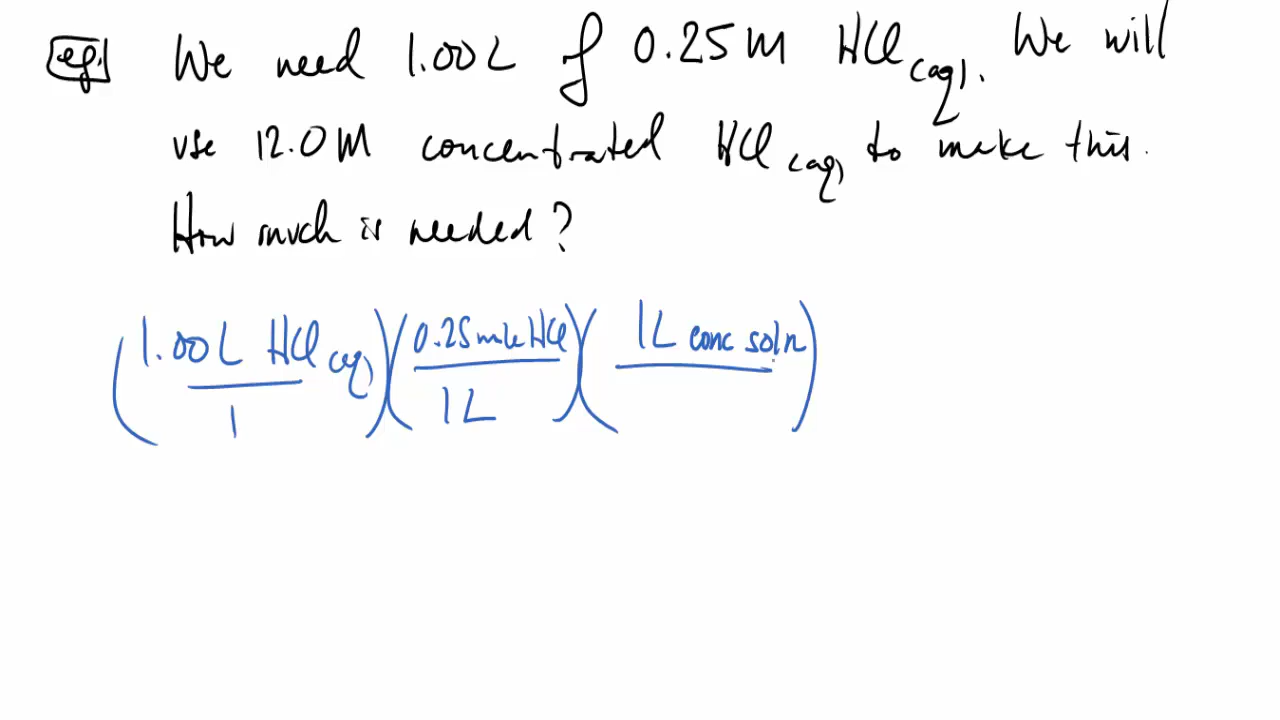 e.g. We need 1.00L of 0.25M HCl(aq). We will
use 12.0M concentrated HCl(aq) to make this.
How much is needed?
(1.00L HCl(aq) / 1)(0.25 mole HCl / 1L)(1L conc soln / )